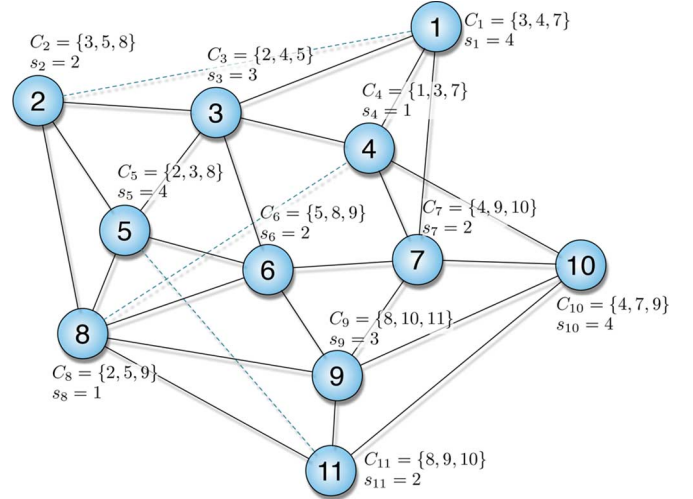 1
C₁ = {3, 4, 7}
s₁ = 4
C₂ = {3, 5, 8}
s₂ = 2
2
C₃ = {2, 4, 5}
s₃ = 3
3
C₄ = {1, 3, 7}
s₄ = 1
4
C₅ = {2, 3, 8}
s₅ = 4
5
C₆ = {5, 8, 9}
s₆ = 2
6
C₇ = {4, 9, 10}
s₇ = 2
7
10
C₁₀ = {4, 7, 9}
s₁₀ = 4
8
C₈ = {2, 5, 9}
s₈ = 1
C₉ = {8, 10, 11}
s₉ = 3
9
11
C₁₁ = {8, 9, 10}
s₁₁ = 2